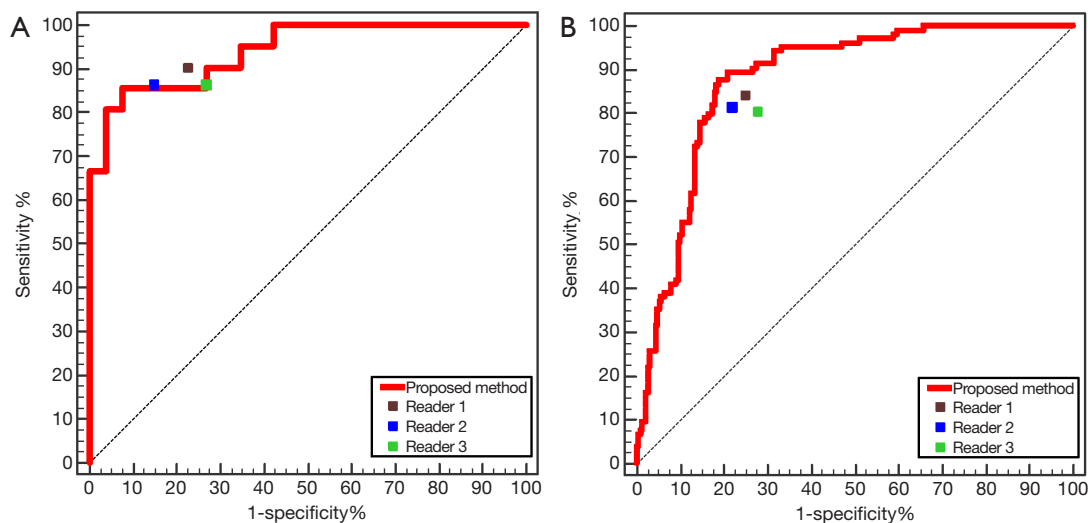 A
100
90
80
70
60
50
40
30
20
10
0
Sensitivity %
0 10 20 30 40 50 60 70 80 90 100
1-specificity%
Proposed method
Reader 1
Reader 2
Reader 3
B
100
90
80
70
60
50
40
30
20
10
0
Sensitivity %
0 10 20 30 40 50 60 70 80 90 100
1-specificity%
Proposed method
Reader 1
Reader 2
Reader 3